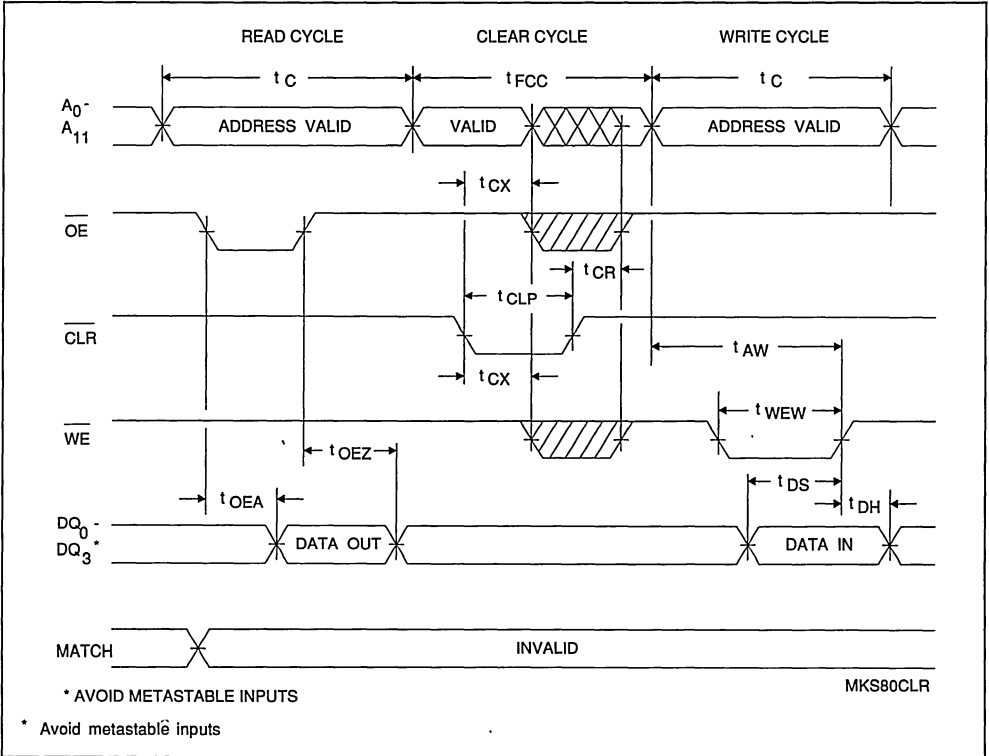 READ CYCLE CLEAR CYCLE WRITE CYCLE
t C t FCC t C
A0 - A11 ADDRESS VALID VALID ADDRESS VALID
t CX
OE
t CR
t CLP
CLR
t AW
t CX
t WEW
WE
t OEZ
t DS
t OEA t DH
DQ0 - DQ3 * DATA OUT DATA IN
MATCH INVALID
MKS80CLR
* AVOID METASTABLE INPUTS
* Avoid metastable inputs